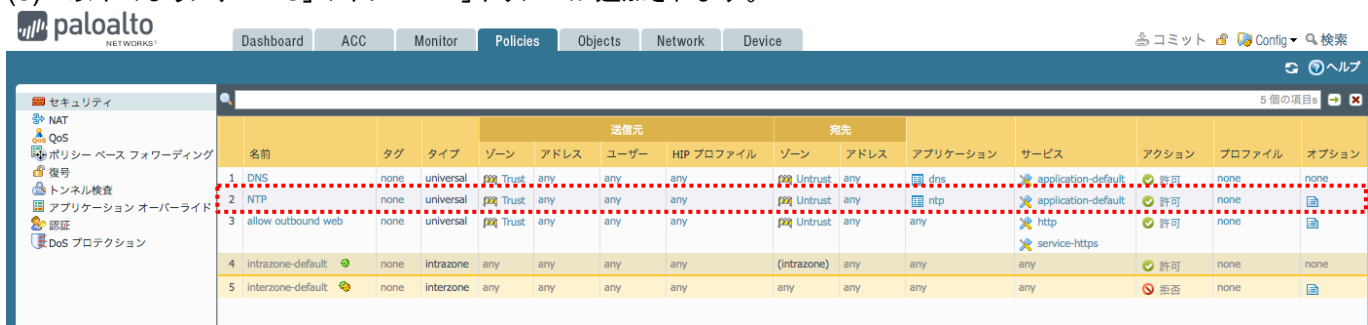 paloalto
NETWORKS
Dashboard ACC Monitor Policies Objects Network Device
コミット Config 検索
ヘルプ
セキュリティ
NAT
QoS
ポリシー ベース フォワーディング
復号
トンネル検査
アプリケーション オーバーライド
認証
DoS プロテクション
5 個の項目s
送信元 宛先
名前 タグ タイプ ゾーン アドレス ユーザー HIP プロファイル ゾーン アドレス アプリケーション サービス アクション プロファイル オプション
1 DNS none universal Trust any any any Untrust any dns application-default 許可 none none
2 NTP none universal Trust any any any Untrust any ntp application-default 許可 none
3 allow outbound web none universal Trust any any any Untrust any any http 許可 none
service-https
4 intrazone-default none intrazone any any any any (intrazone) any any any 許可 none none
5 interzone-default none interzone any any any any any any any any 拒否 none